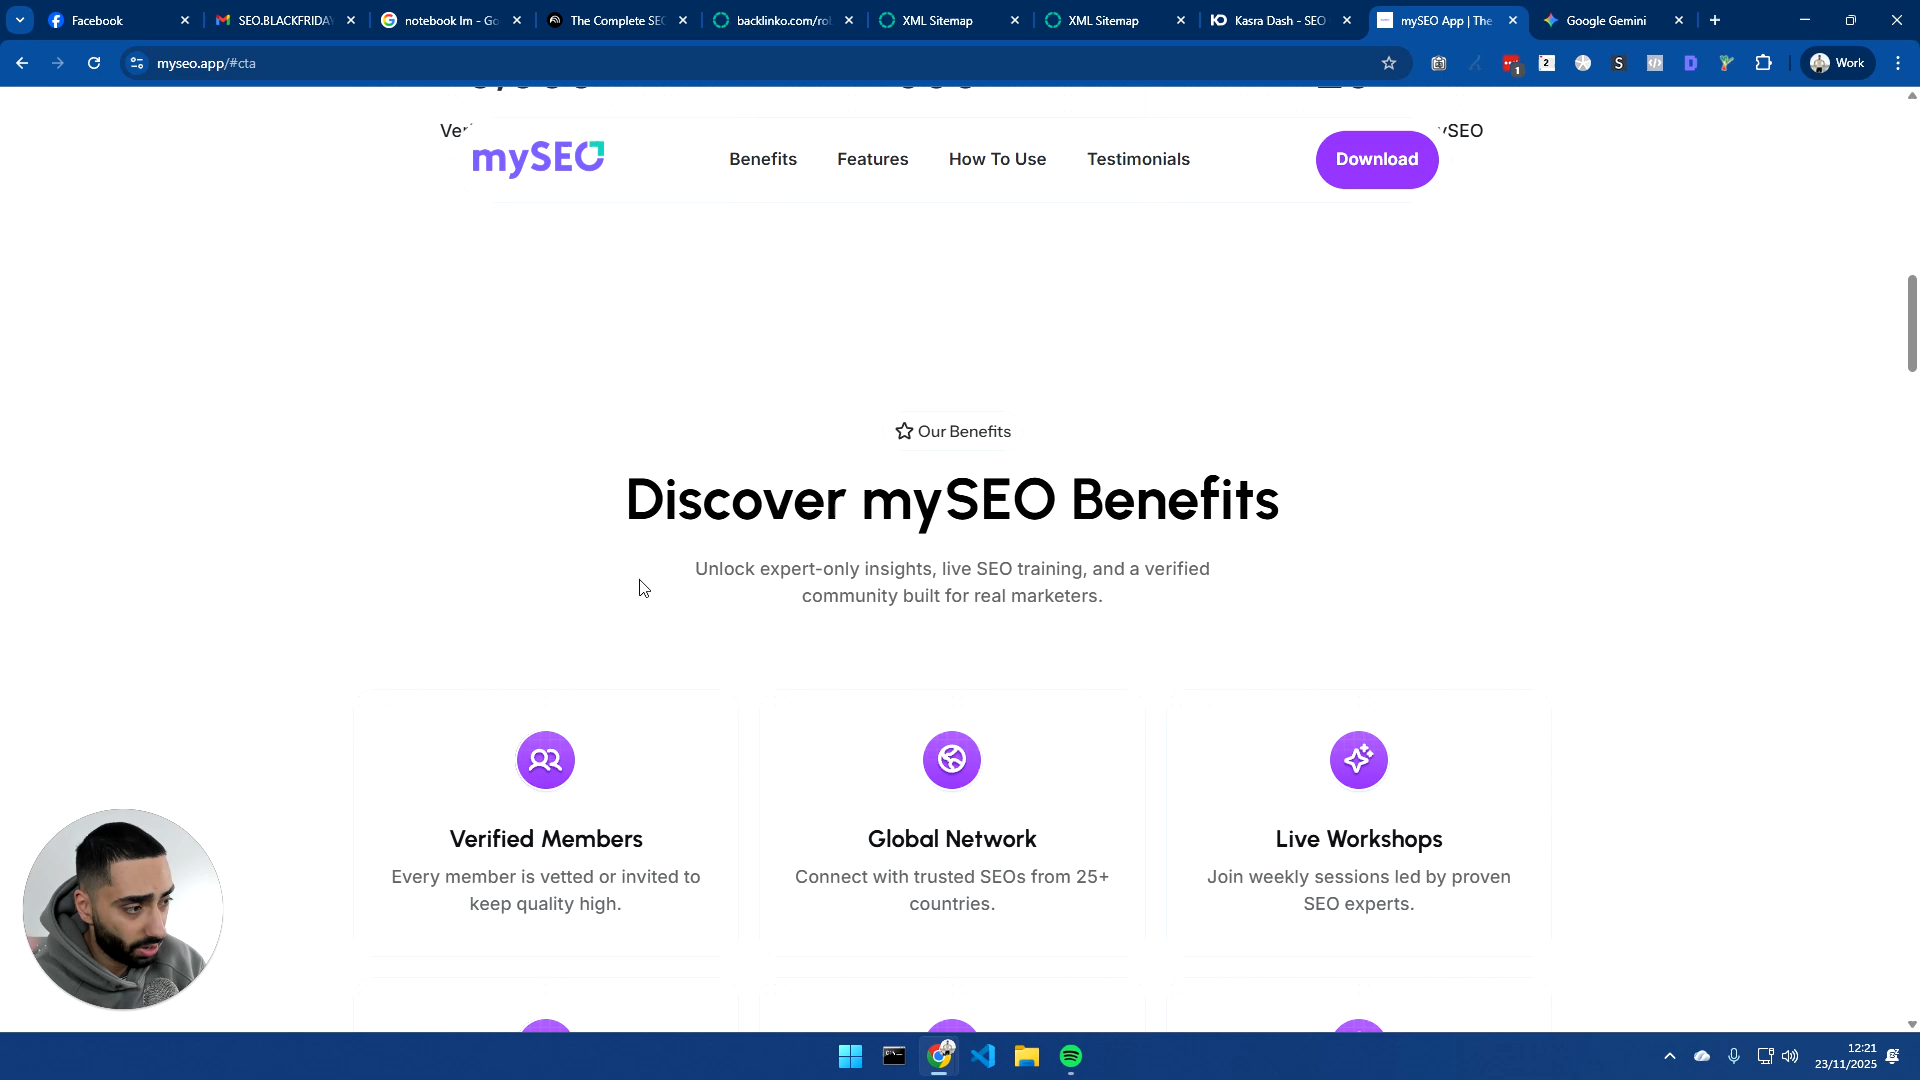 Facebook
SEO.BLACKFRIDA
notebook lm - Go
The Complete SEO
backlinko.com/ro
XML Sitemap
XML Sitemap
Kasra Dash - SEO
mySEO App | The
Google Gemini
myseo.app/#cta
1
2
S
D
Work
ySEO
mySEO
Benefits
Features
How To Use
Testimonials
Download
Our Benefits
Discover mySEO Benefits
Unlock expert-only insights, live SEO training, and a verified
community built for real marketers.
Verified Members
Every member is vetted or invited to
keep quality high.
Global Network
Connect with trusted SEOs from 25+
countries.
Live Workshops
Join weekly sessions led by proven
SEO experts.
12:21
23/11/2025